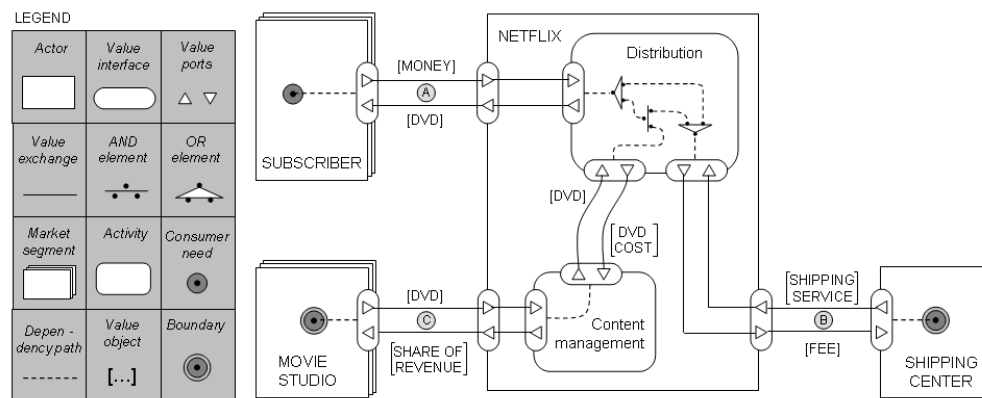 LEGEND
Actor
Value
interface
Value
ports
Value
exchange
AND
element
OR
element
Market
segment
Activity
Consumer
need
Depen -
dency path
Value
object
[...]
Boundary
SUBSCRIBER
[MONEY]
A
[DVD]
NETFLIX
Distribution
[DVD]
[DVD
COST]
MOVIE
STUDIO
[DVD]
C
[SHARE OF
REVENUE]
Content
management
[SHIPPING
SERVICE]
B
[FEE]
SHIPPING
CENTER